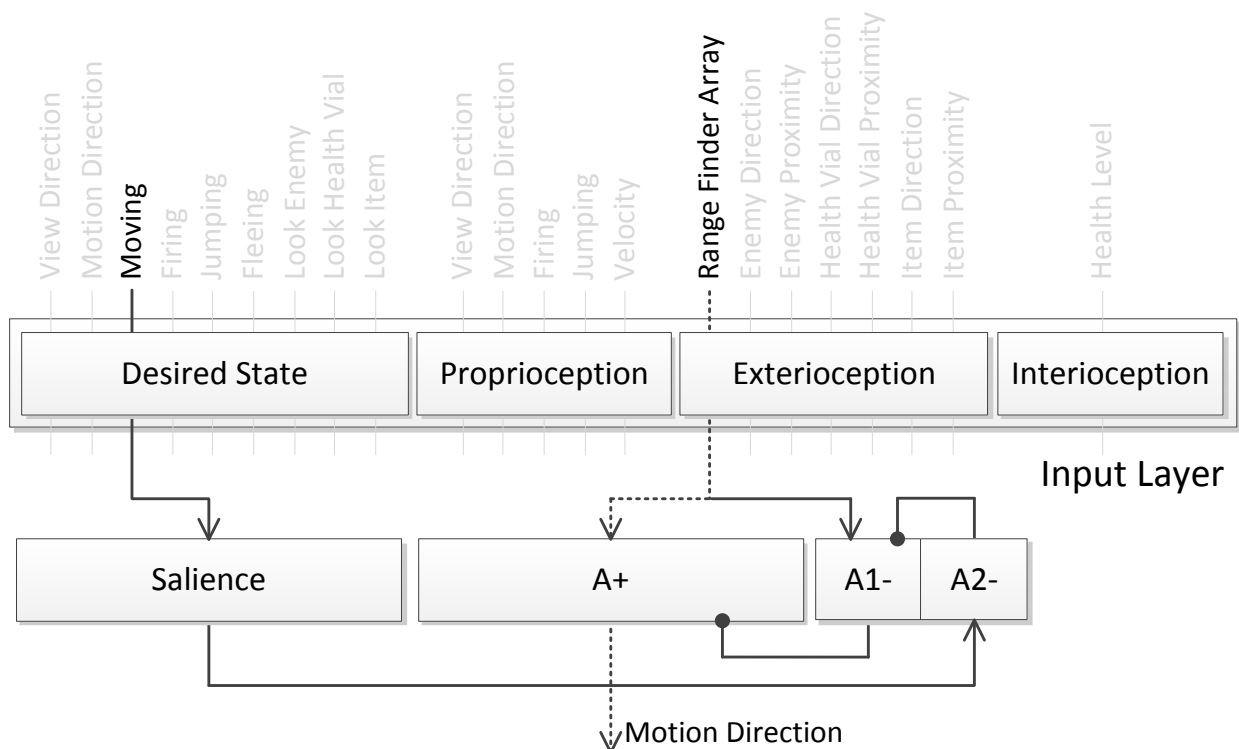 View Direction
Motion Direction
Moving
Firing
Jumping
Fleeing
Look Enemy
Look Health Vial
Look Item
View Direction
Motion Direction
Firing
Jumping
Velocity
Range Finder Array
Enemy Direction
Enemy Proximity
Health Vial Direction
Health Vial Proximity
Item Direction
Item Proximity
Health Level
Desired State
Proprioception
Exterioception
Interioception
Input Layer
Salience
A+
A1-
A2-
Motion Direction